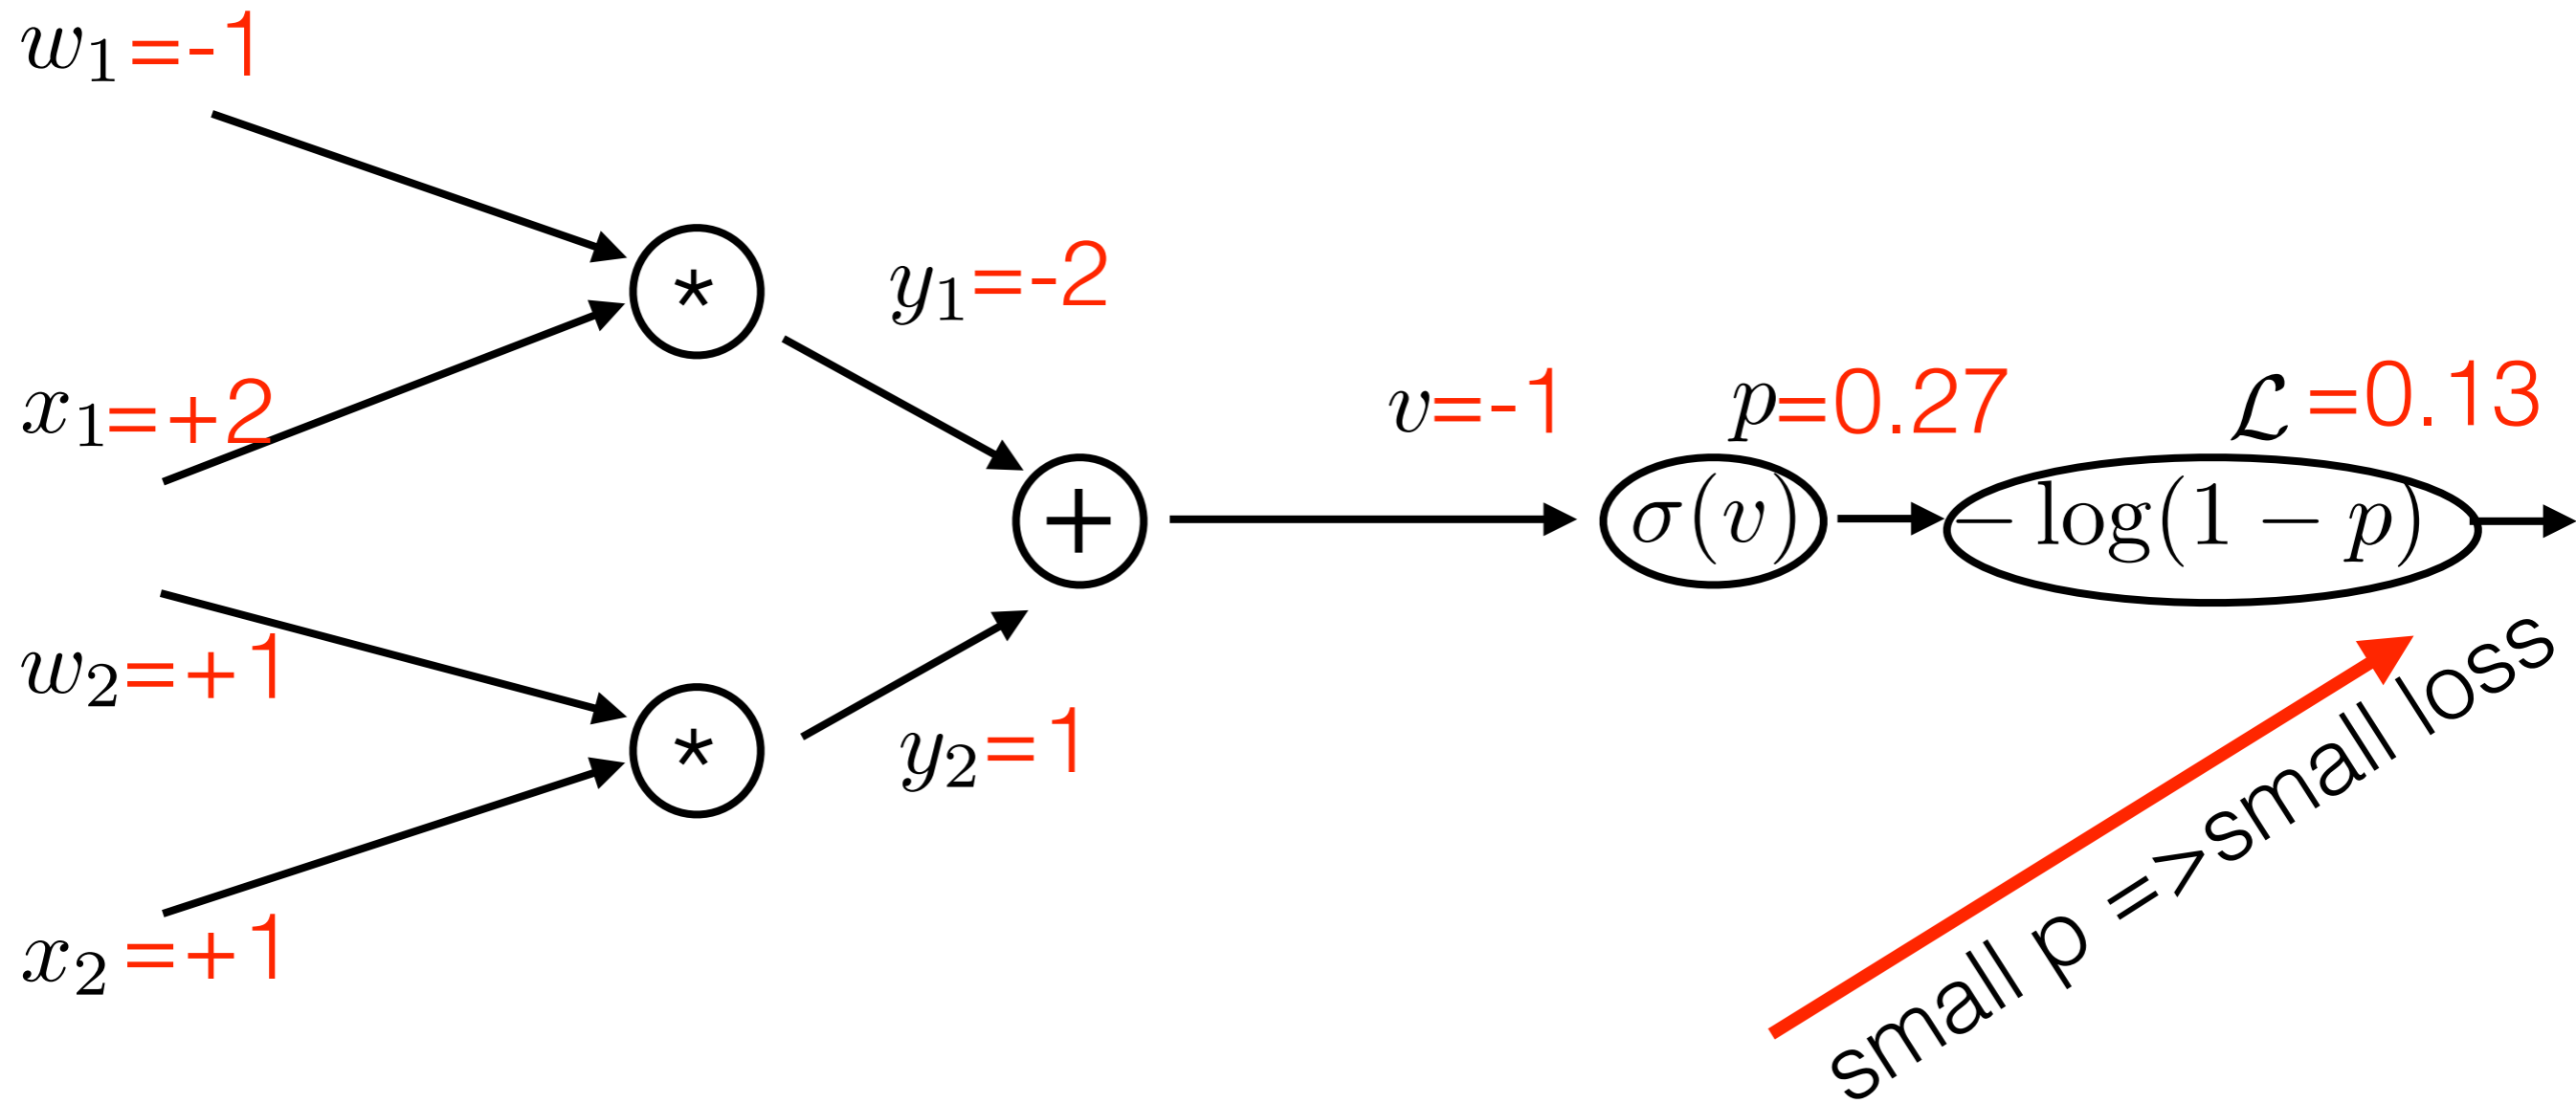 w₁=-1
*
y₁=-2
x₁=+2
v=-1
p=0.27
ℒ=0.13
+
σ(v)
− log(1 − p)
w₂=+1
*
y₂=1
x₂=+1
small p =>small loss